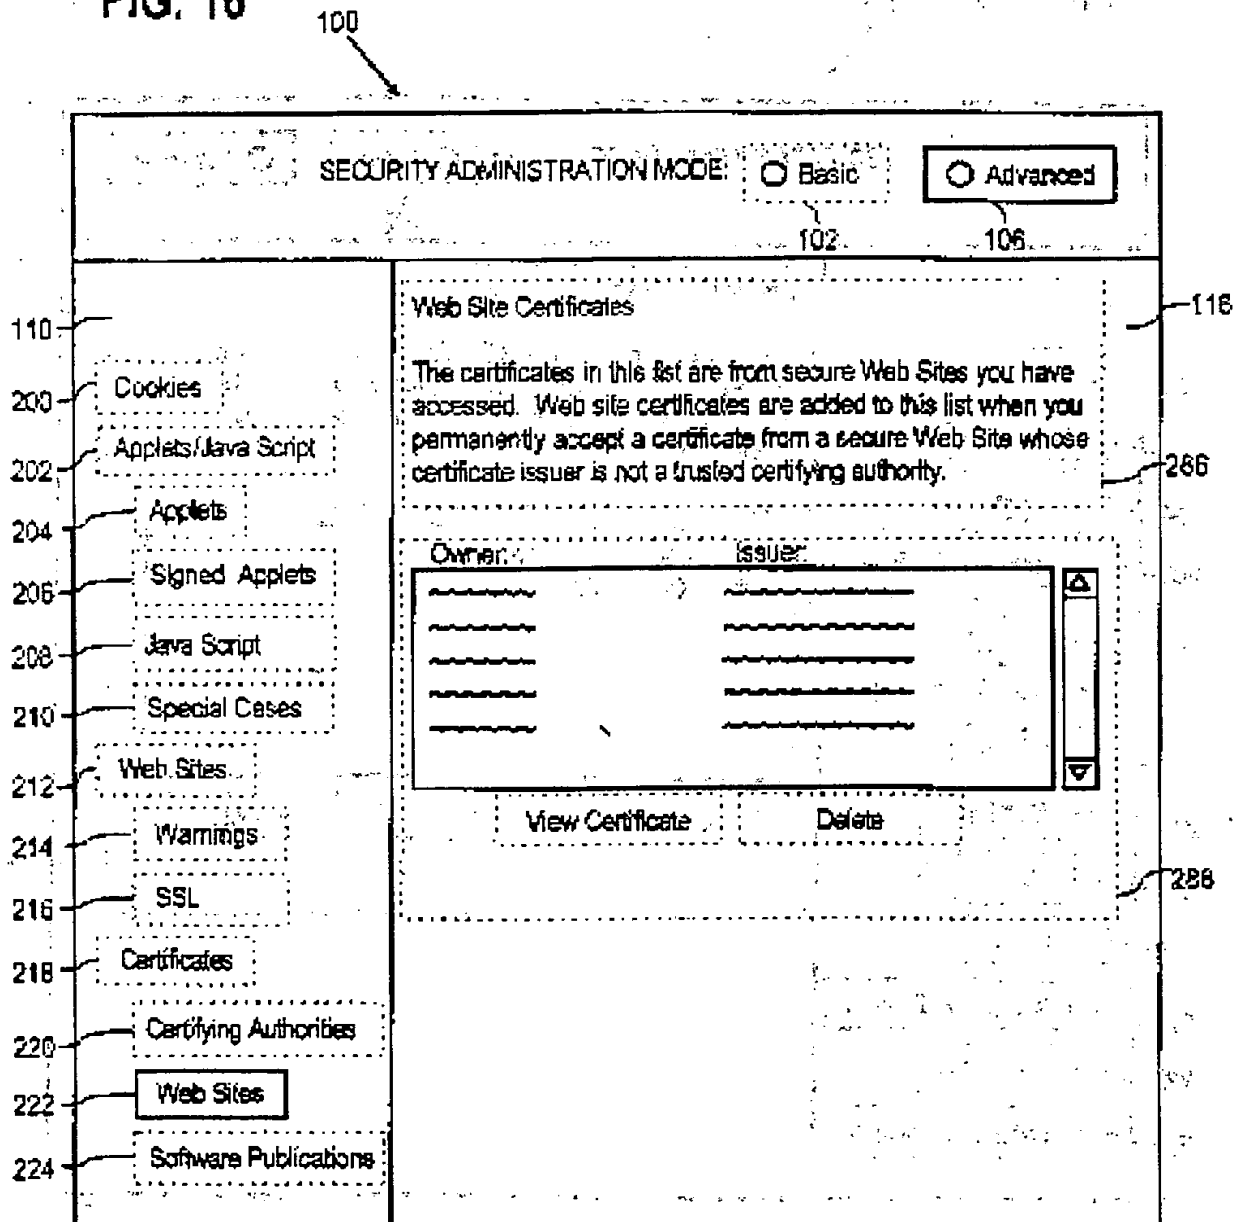 FIG. 16
100
SECURITY ADMINISTRATION MODE: Basic Advanced
102
106
110
116
Web Site Certificates
The certificates in this list are from secure Web Sites you have
accessed. Web site certificates are added to this list when you
permanently accept a certificate from a secure Web Site whose
certificate issuer is not a trusted certifying authority.
286
200 Cookies
202 Applets/Java Script
204 Applets
206 Signed Applets
208 Java Script
210 Special Cases
212 Web Sites
214 Warnings
216 SSL
218 Certificates
220 Certifying Authorities
222 Web Sites
224 Software Publications
Owner: Issuer:
View Certificate Delete
288